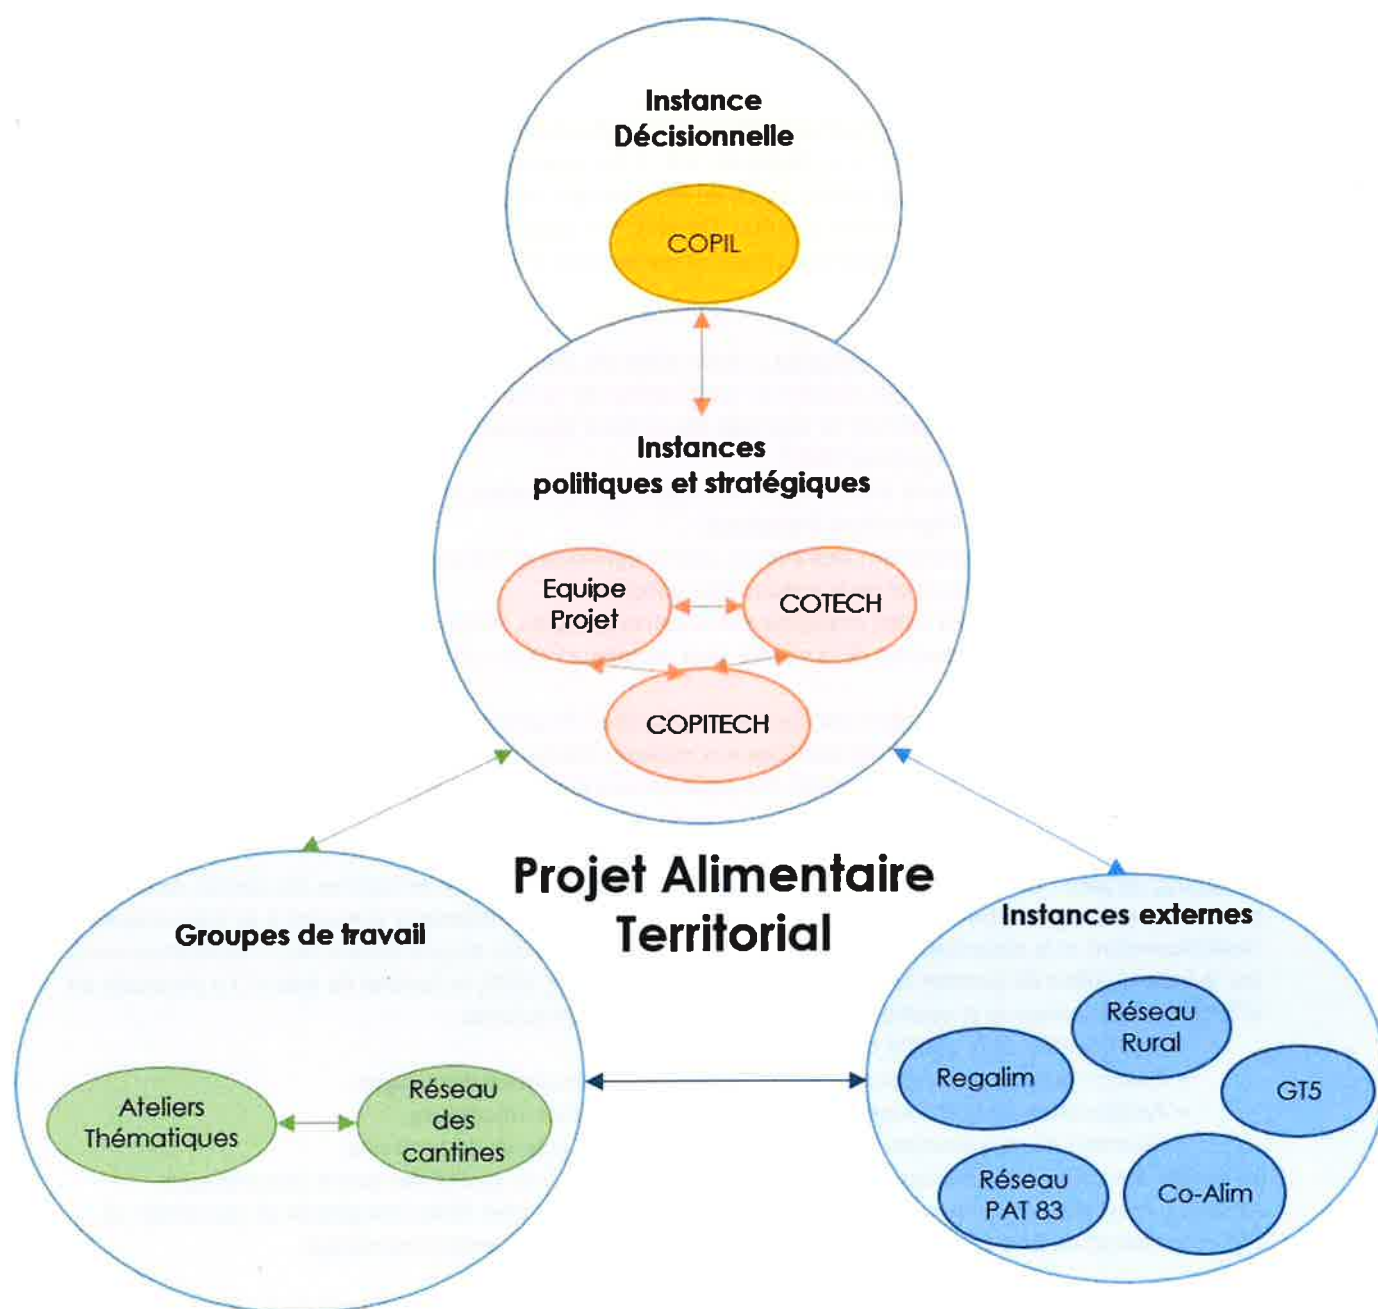 Instance
Décisionnelle
COPIL
Instances
politiques et stratégiques
Equipe
Projet
COTECH
COPITECH
Projet Alimentaire
Territorial
Groupes de travail
Ateliers
Thématiques
Réseau
des
cantines
Instances externes
Réseau
Rural
Regalim
GT5
Réseau
PAT 83
Co-Alim